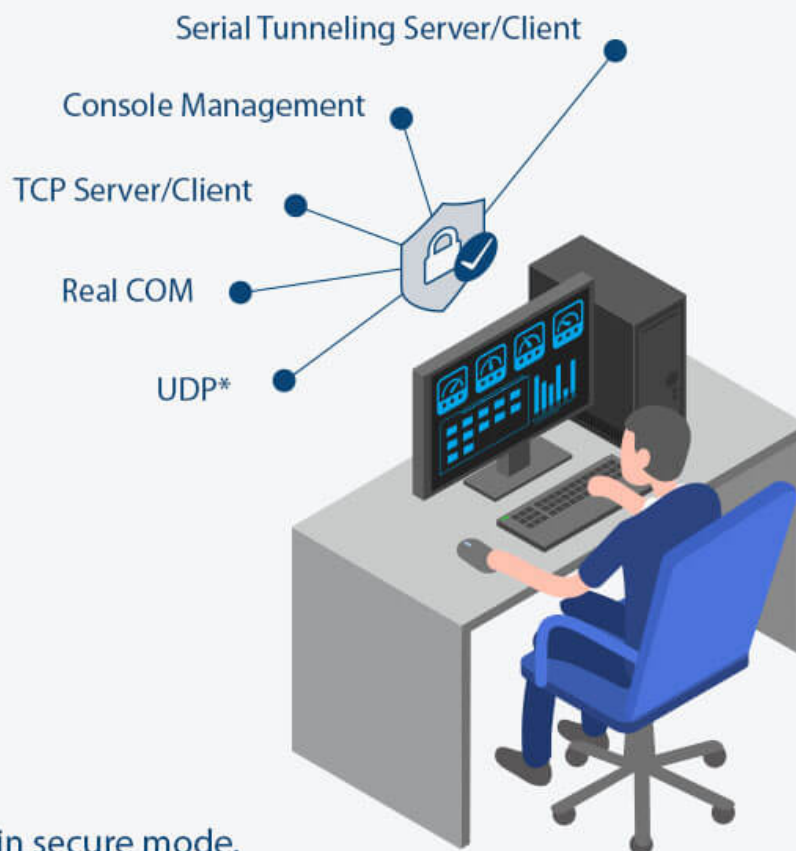 Serial Tunneling Server/Client
Console Management
TCP Server/Client
Real COM
UDP*
in secure mode.